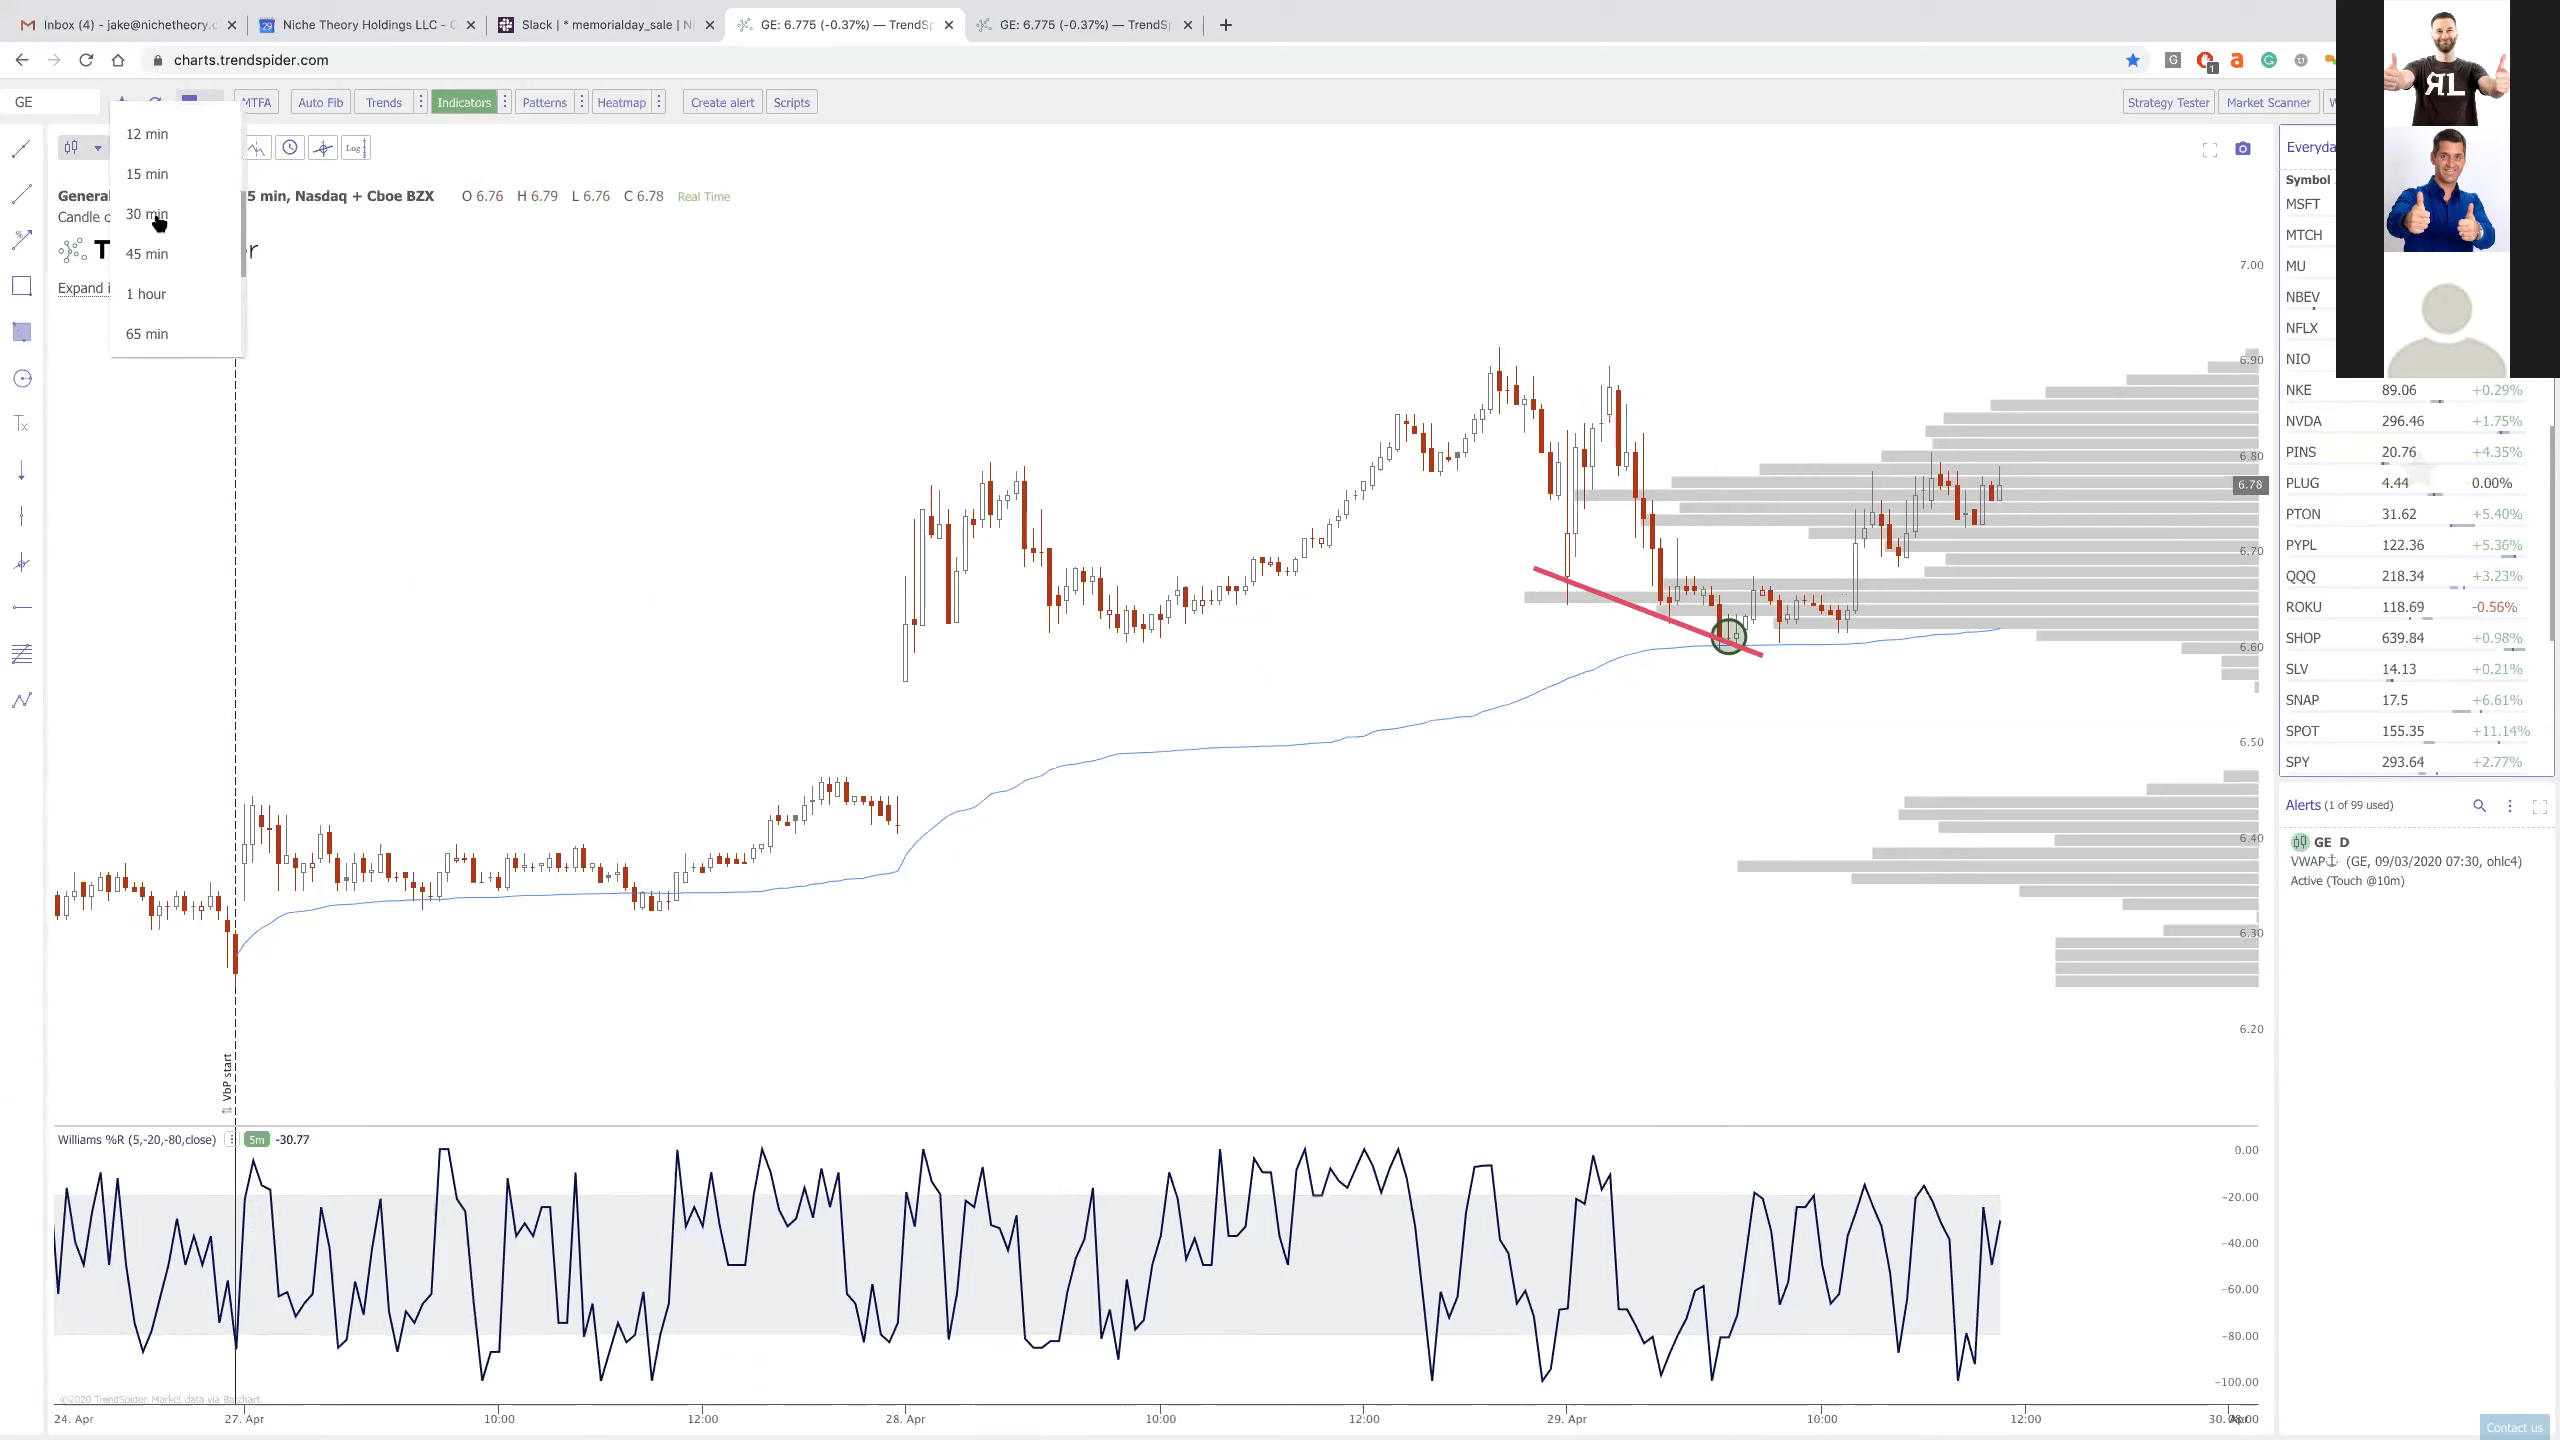 Inbox (4) - jake@nichetheory.c
Niche Theory Holdings LLC - C
Slack | * memorialday_sale | Ni
GE: 6.775 (-0.37%) — TrendSp
GE: 6.775 (-0.37%) — TrendSp
charts.trendspider.com
GE
MTFA
Auto Fib
Trends
Indicators
Patterns
Heatmap
Create alert
Scripts
Strategy Tester
Market Scanner
W
12 min
15 min
30 min
45 min
1 hour
65 min
Log
General
5 min, Nasdaq + Cboe BZX
O 6.76 H 6.79 L 6.76 C 6.78 Real Time
Candle c
T
r
Expand i
7.00
6.90
6.80
6.78
6.70
6.60
6.50
6.40
6.30
6.20
VbP start
Williams %R (5,-20,-80,close)
5m
-30.77
0.00
-20.00
-40.00
-60.00
-80.00
-100.00
©2020 TrendSpider. Market data via Barchart.
24. Apr
27. Apr
10:00
12:00
28. Apr
10:00
12:00
29. Apr
10:00
12:00
ЯL
Everyda
Symbol
MSFT
MTCH
MU
NBEV
NFLX
NIO
NKE 89.06 +0.29%
NVDA 296.46 +1.75%
PINS 20.76 +4.35%
PLUG 4.44 -0.00%
PTON 31.62 +5.40%
PYPL 122.36 +5.36%
QQQ 218.34 +3.23%
ROKU 118.69 -0.56%
SHOP 639.84 +0.98%
SLV 14.13 +0.21%
SNAP 17.5 +6.61%
SPOT 155.35 +11.14%
SPY 293.64 +2.77%
Alerts (1 of 99 used)
GE D
VWAP⚓ (GE, 09/03/2020 07:30, ohlc4)
Active (Touch @10m)
Contact us